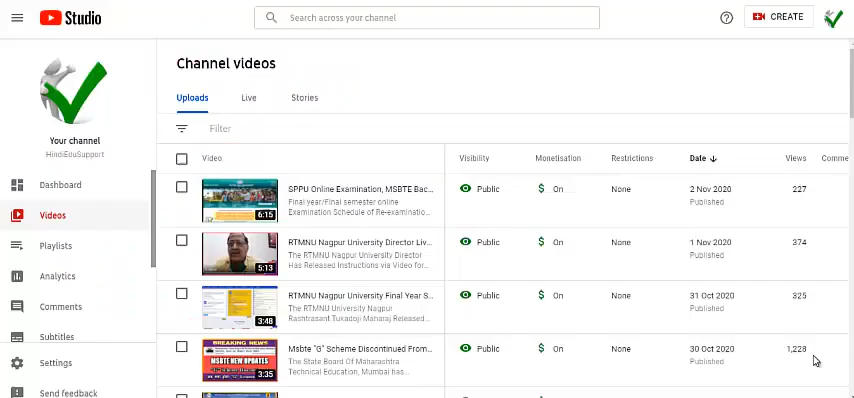 Studio
Search across your channel
CREATE
Channel videos
Uploads Live Stories
Filter
Your channel
HindiEduSupport
Dashboard
Videos
Playlists
Analytics
Comments
Subtitles
Settings
Send feedback
Video Visibility Monetisation Restrictions Date Views Comme
6:15
SPPU Online Examination, MSBTE Bac...
Final year/Final semester online
Examination Schedule of Re-examinatio...
Public $ On None 2 Nov 2020 227
Published
5:13
RTMNU Nagpur University Director Liv...
The RTMNU Nagpur University Director
Has Released Instructions via Video for
Public $ On None 1 Nov 2020 374
Published
3:48
RTMNU Nagpur University Final Year S...
The RTMNU University Nagpur
Rashtrasant Tukadoji Maharaj Released...
Public $ On None 31 Oct 2020 325
Published
BREAKING NEWS
MSBTE NEW UPDATES
3:35
Msbte "G" Scheme Discontinued From...
The State Board Of Maharashtra
Technical Education, Mumbai has...
Public $ On None 30 Oct 2020 1,228
Published